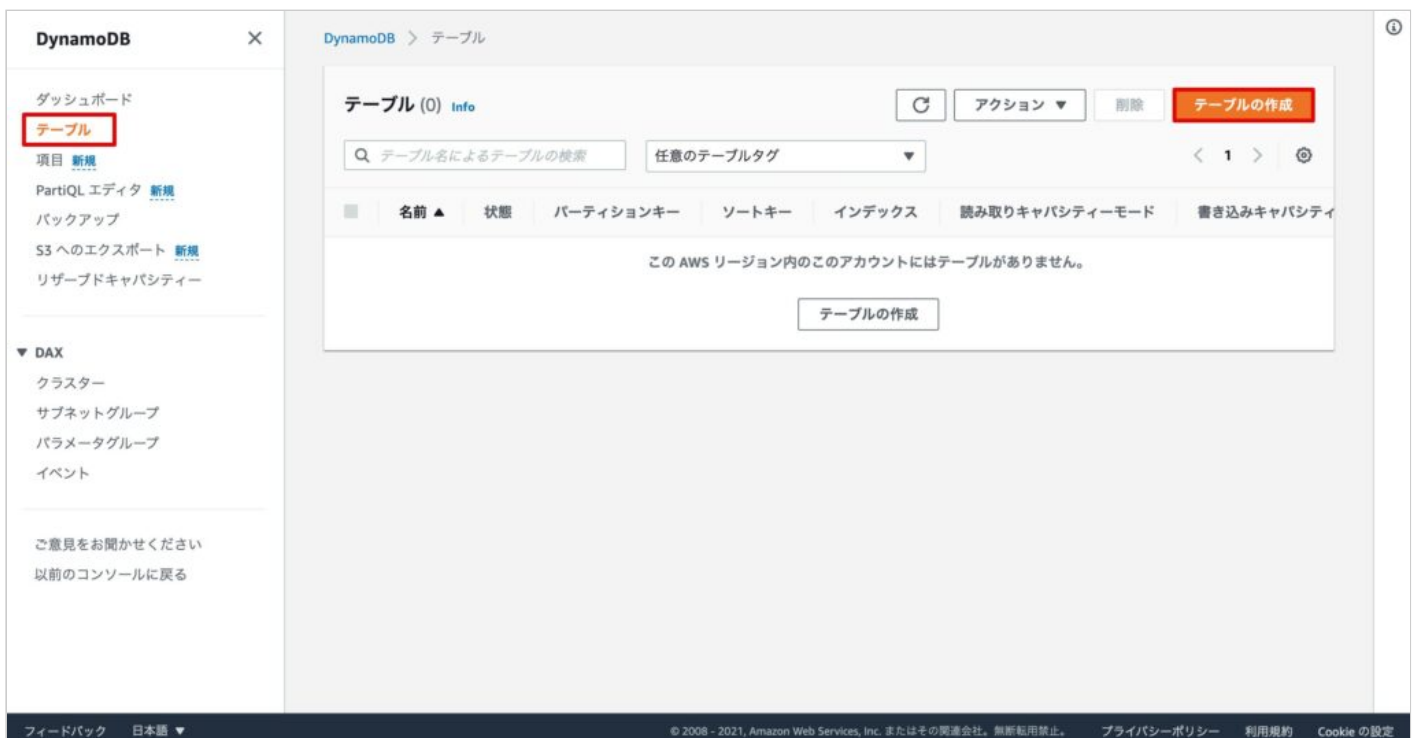 DynamoDB
ダッシュボード
テーブル
項目 新規
PartiQL エディタ 新規
バックアップ
S3 へのエクスポート 新規
リザーブドキャパシティー
DAX
クラスター
サブネットグループ
パラメータグループ
イベント
ご意見をお聞かせください
以前のコンソールに戻る
DynamoDB > テーブル
テーブル (0) Info
アクション 削除 テーブルの作成
テーブル名によるテーブルの検索 任意のテーブルタグ 1
名前 状態 パーティションキー ソートキー インデックス 読み取りキャパシティーモード 書き込みキャパシティ
この AWS リージョン内のこのアカウントにはテーブルがありません。
テーブルの作成
フィードバック 日本語 © 2008 - 2021, Amazon Web Services, Inc. またはその関連会社。無断転用禁止。 プライバシーポリシー 利用規約 Cookie の設定